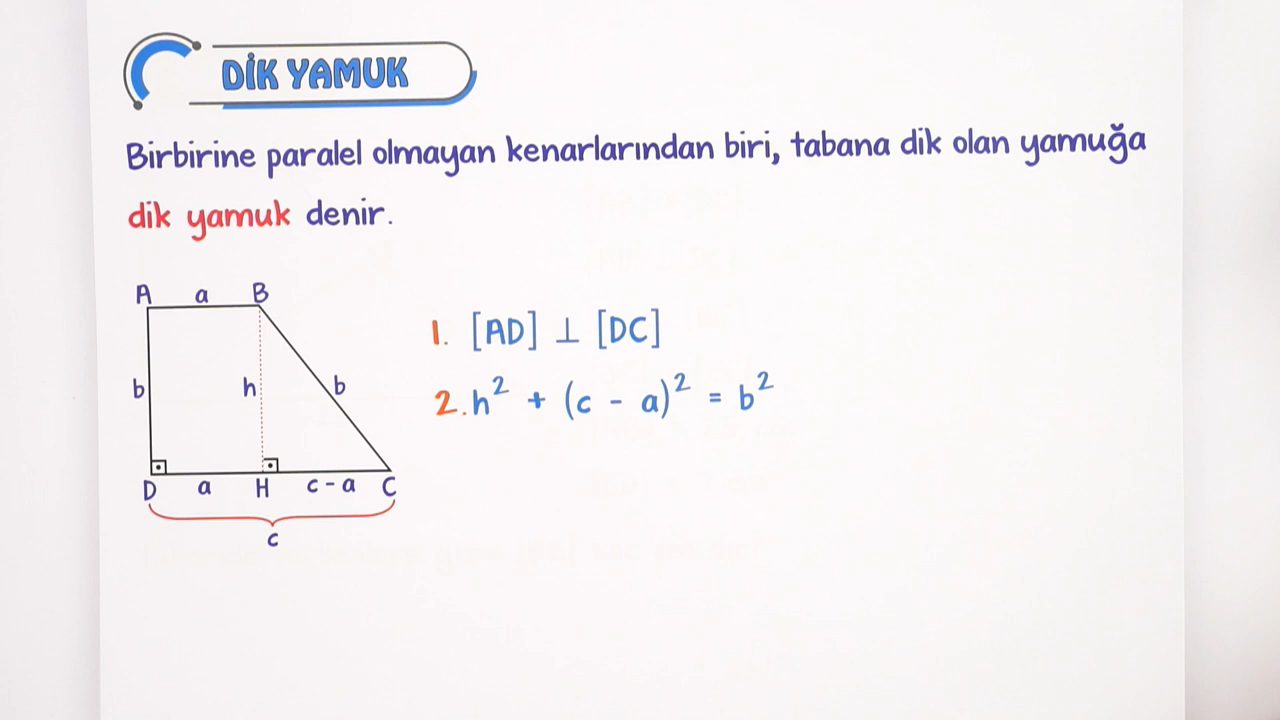 DİK YAMUK
Birbirine paralel olmayan kenarlarından biri, tabana dik olan yamuğa
dik yamuk denir.
A a B
1. [AD] ⊥ [DC]
b h b
2. h² + (c - a)² = b²
D a H c - a C
c